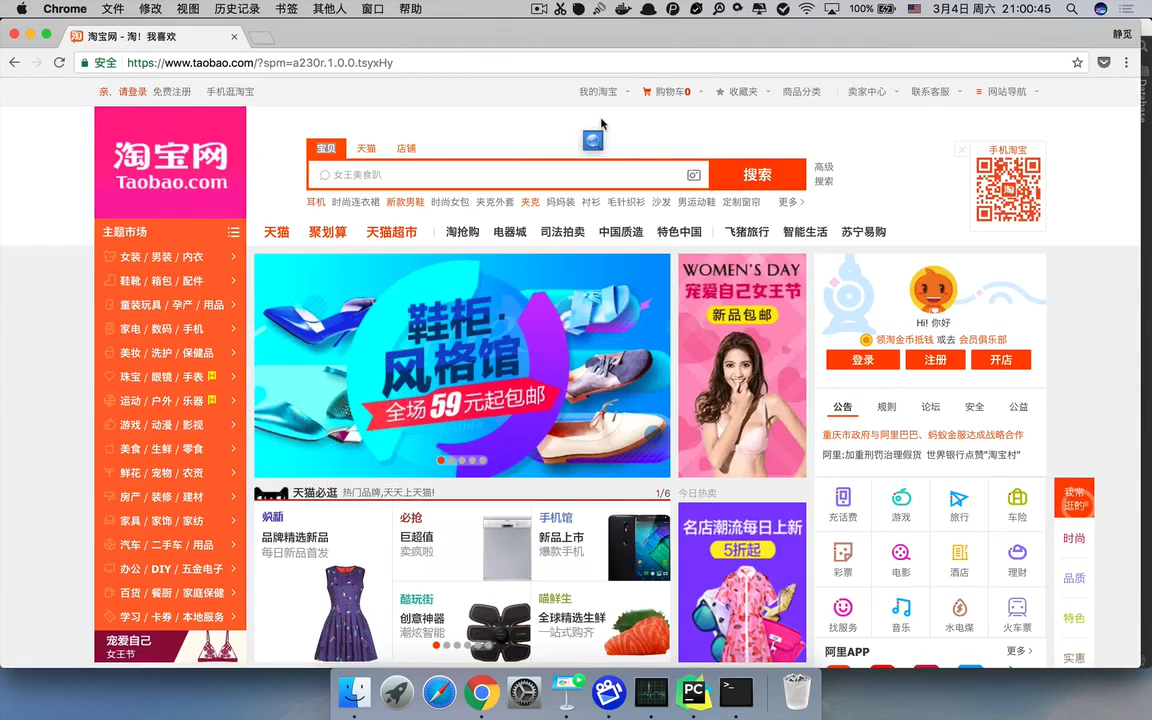 Chrome 文件 修改 视图 历史记录 书签 其他人 窗口 帮助 100% 3月4日 周六 21:00:45
淘宝网 - 淘！我喜欢 静觅
安全 https://www.taobao.com/?spm=a230r.1.0.0.tsyxHy
亲，请登录 免费注册 手机逛淘宝 我的淘宝 购物车0 收藏夹 商品分类 卖家中心 联系客服 网站导航
Database
淘宝网
Taobao.com
宝贝 天猫 店铺
女王美食趴 搜索
高级
搜索
手机淘宝
淘
耳机 时尚连衣裙 新款男鞋 时尚女包 夹克外套 夹克 妈妈装 衬衫 毛针织衫 沙发 男运动鞋 定制窗帘 更多
主题市场
天猫 聚划算 天猫超市 淘抢购 电器城 司法拍卖 中国质造 特色中国 飞猪旅行 智能生活 苏宁易购
女装 / 男装 / 内衣
鞋靴 / 箱包 / 配件
童装玩具 / 孕产 / 用品
家电 / 数码 / 手机
美妆 / 洗护 / 保健品
珠宝 / 眼镜 / 手表
运动 / 户外 / 乐器
游戏 / 动漫 / 影视
美食 / 生鲜 / 零食
鲜花 / 宠物 / 农资
房产 / 装修 / 建材
家具 / 家饰 / 家纺
汽车 / 二手车 / 用品
办公 / DIY / 五金电子
百货 / 餐厨 / 家庭保健
学习 / 卡券 / 本地服务
宠爱自己
女王节
鞋柜·
风格馆
全场59元起包邮
WOMEN'S DAY
宠爱自己女王节
新品包邮
Hi! 你好
领淘金币抵钱 或去 会员俱乐部
登录 注册 开店
公告 规则 论坛 安全 公益
重庆市政府与阿里巴巴、蚂蚁金服达成战略合作
阿里:加重刑罚治理假货 世界银行点赞"淘宝村"
天猫必逛 热门品牌,天天上天猫! 1/6
今日热卖
焕新
品牌精选新品
每日新品首发
必抢
巨超值
卖疯啦
手机馆
新品上市
爆款手机
酷玩街
创意神器
潮炫智能
喵鲜生
全球精选生鲜
一站式购齐
名店潮流每日上新
5折起
充话费 游戏 旅行 车险
彩票 电影 酒店 理财
找服务 音乐 水电煤 火车票
阿里APP 更多
我常
逛的
时尚
品质
特色
实惠
PC